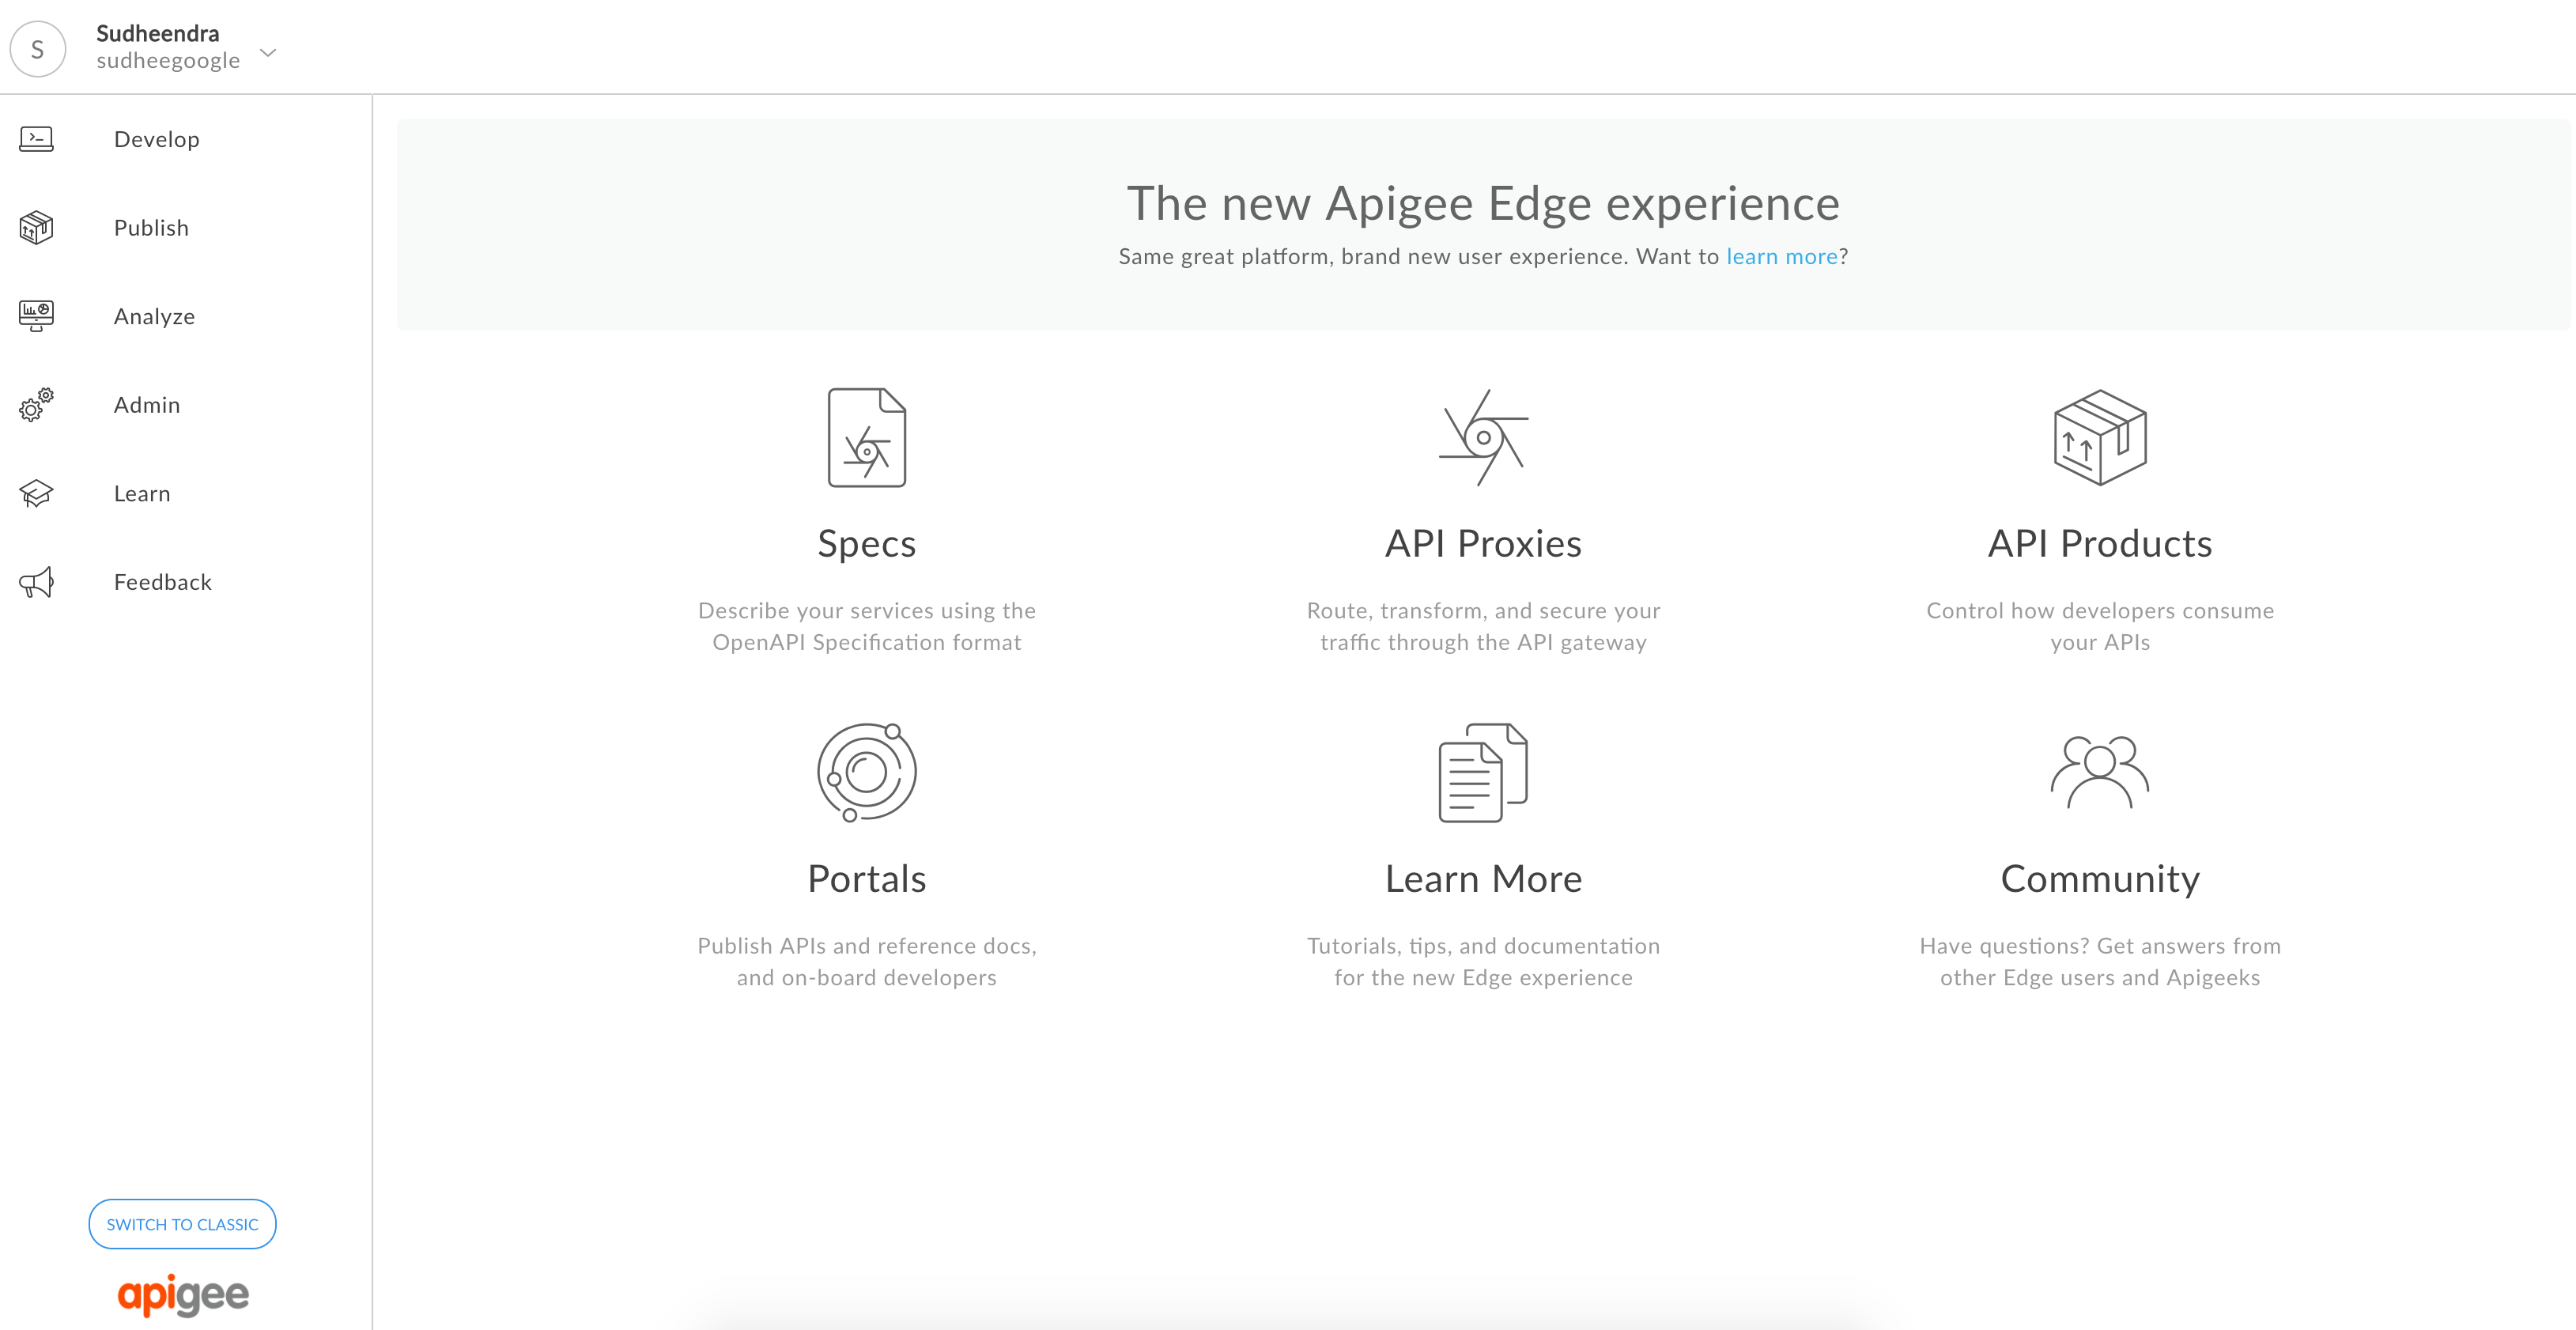 S
Sudheendra
sudheegoogle
Develop
Publish
Analyze
Admin
Learn
Feedback
SWITCH TO CLASSIC
apigee
The new Apigee Edge experience
Same great platform, brand new user experience. Want to learn more?
Specs
Describe your services using the
OpenAPI Specification format
API Proxies
Route, transform, and secure your
traffic through the API gateway
API Products
Control how developers consume
your APIs
Portals
Publish APIs and reference docs,
and on-board developers
Learn More
Tutorials, tips, and documentation
for the new Edge experience
Community
Have questions? Get answers from
other Edge users and Apigeeks